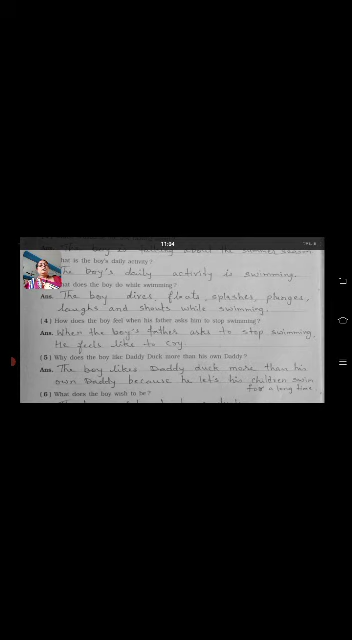 11:04
boy is talking about the summer season
hat is the boy's daily activity ?
The boy's daily activity is swimming.
hat does the boy do while swimming ?
Ans. The boy dives, floats, splashes, plunges,
laughs and shouts while swimming.
(4) How does the boy feel when his father asks him to stop swimming ?
Ans. When the boy's father asks to stop swimming,
He feels like to cry.
(5) Why does the boy like Daddy Duck more than his own Daddy ?
Ans. The boy likes Daddy duck more than his
own Daddy because he let's his children swim
for a long time
(6) What does the boy wish to be ?